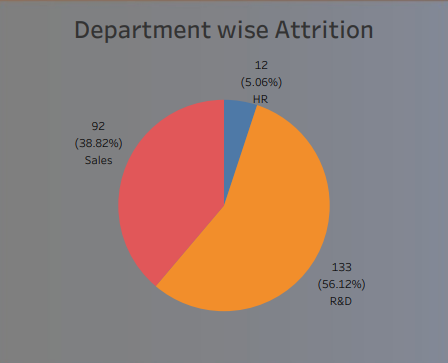 Department wise Attrition
12
(5.06%)
HR
92
(38.82%)
Sales
133
(56.12%)
R&D